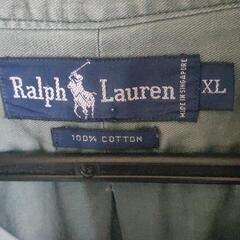 Ralph Lauren
MADE IN SINGAPORE
XL
100% COTTON